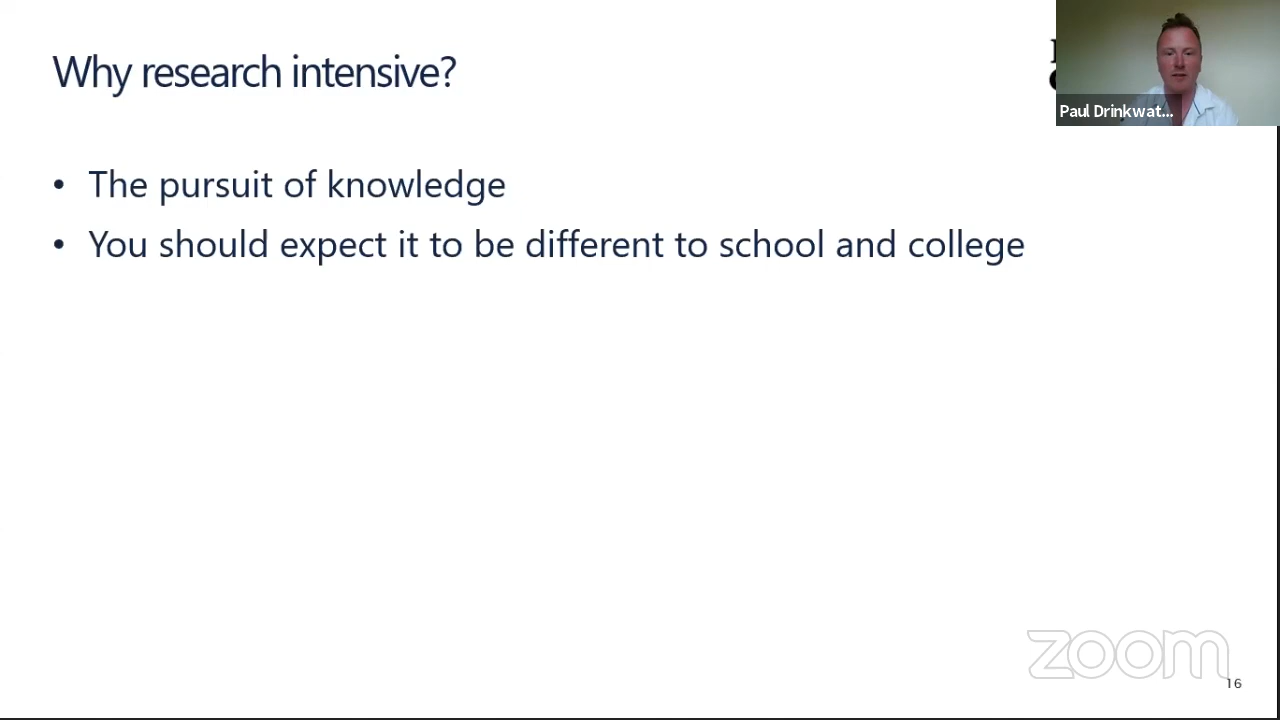 Why research intensive?
Paul Drinkwat...
• The pursuit of knowledge
• You should expect it to be different to school and college
zoom
16